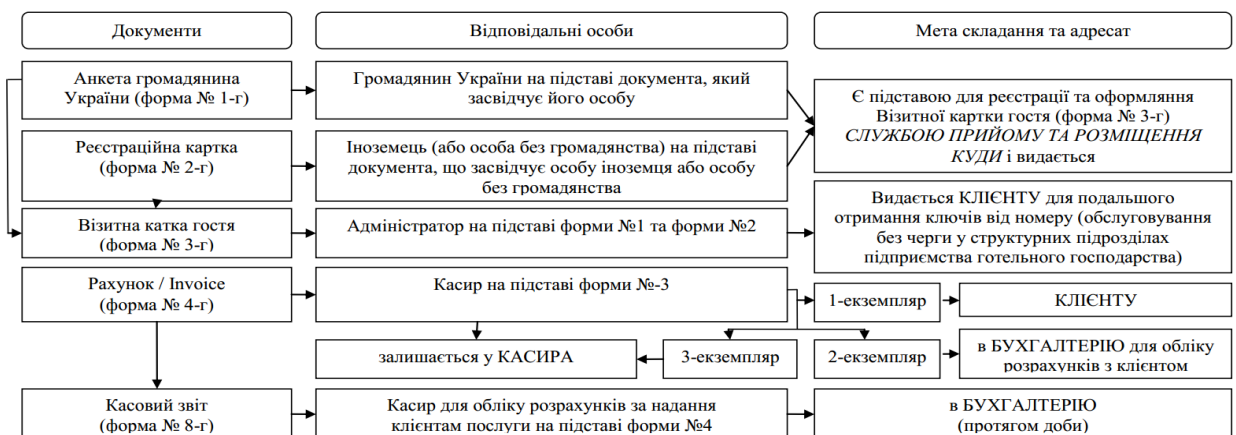 Документи
Відповідальні особи
Мета складання та адресат
Анкета громадянина
України (форма № 1-г)
Громадянин України на підставі документа, який
засвідчує його особу
Є підставою для реєстрації та оформляння
Візитної картки гостя (форма № 3-г)
СЛУЖБОЮ ПРИЙОМУ ТА РОЗМІЩЕННЯ
КУДИ і видається
Реєстраційна картка
(форма № 2-г)
Іноземець (або особа без громадянства) на підставі
документа, що засвідчує особу іноземця або особу
без громадянства
Візитна катка гостя
(форма № 3-г)
Адміністратор на підставі форми №1 та форми №2
Видається КЛІЄНТУ для подальшого
отримання ключів від номеру (обслуговування
без черги у структурних підрозділах
підприємства готельного господарства)
Рахунок / Invoice
(форма № 4-г)
Касир на підставі форми №-3
1-екземпляр
КЛІЄНТУ
залишається у КАСИРА
3-екземпляр
2-екземпляр
в БУХГАЛТЕРІЮ для обліку
розрахунків з клієнтом
Касовий звіт
(форма № 8-г)
Касир для обліку розрахунків за надання
клієнтам послуги на підставі форми №4
в БУХГАЛТЕРІЮ
(протягом доби)